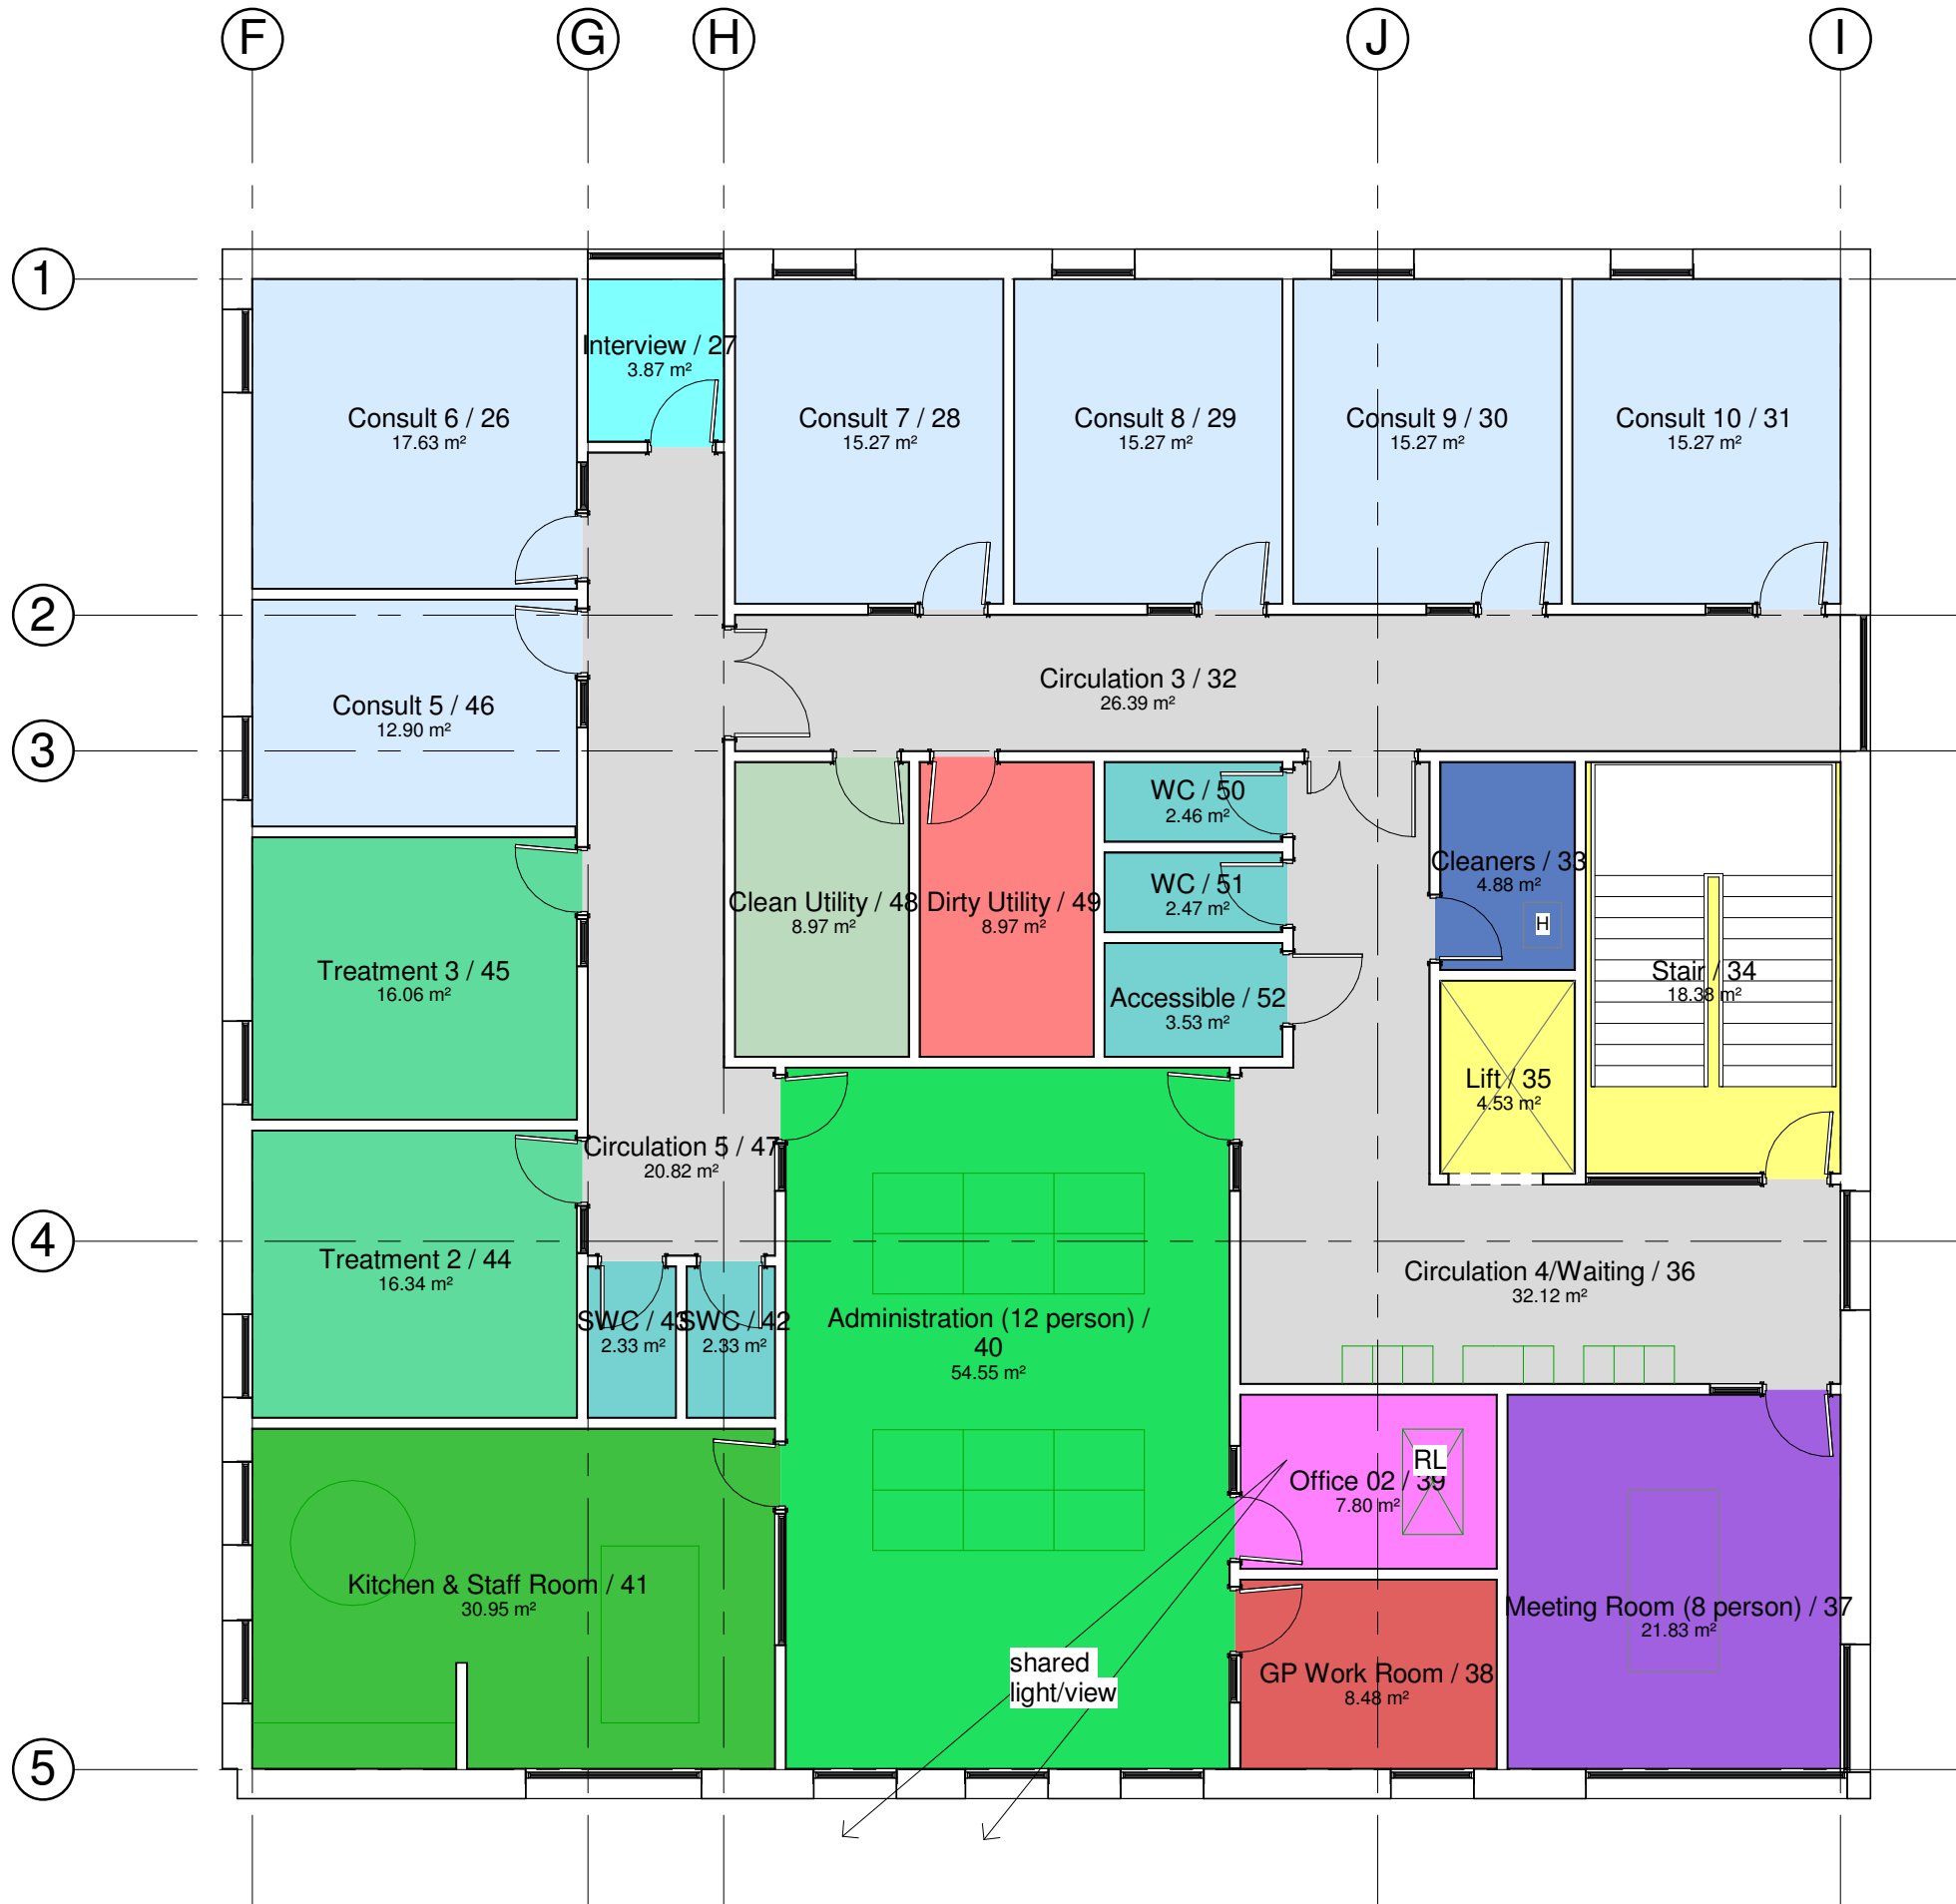 F
G
H
J
I
1
2
3
4
5
Interview / 27
3.87 m²
Consult 6 / 26
17.63 m²
Consult 7 / 28
15.27 m²
Consult 8 / 29
15.27 m²
Consult 9 / 30
15.27 m²
Consult 10 / 31
15.27 m²
Circulation 3 / 32
26.39 m²
Consult 5 / 46
12.90 m²
WC / 50
2.46 m²
Cleaners / 33
4.88 m²
H
WC / 51
2.47 m²
Clean Utility / 48
8.97 m²
Dirty Utility / 49
8.97 m²
Treatment 3 / 45
16.06 m²
Stair / 34
18.38 m²
Accessible / 52
3.53 m²
Lift / 35
4.53 m²
Circulation 5 / 47
20.82 m²
Treatment 2 / 44
16.34 m²
Circulation 4/Waiting / 36
32.12 m²
SWC / 43
2.33 m²
SWC / 42
2.33 m²
Administration (12 person) /
40
54.55 m²
RL
Office 02 / 39
7.80 m²
Kitchen & Staff Room / 41
30.95 m²
Meeting Room (8 person) / 37
21.83 m²
shared
light/view
GP Work Room / 38
8.48 m²